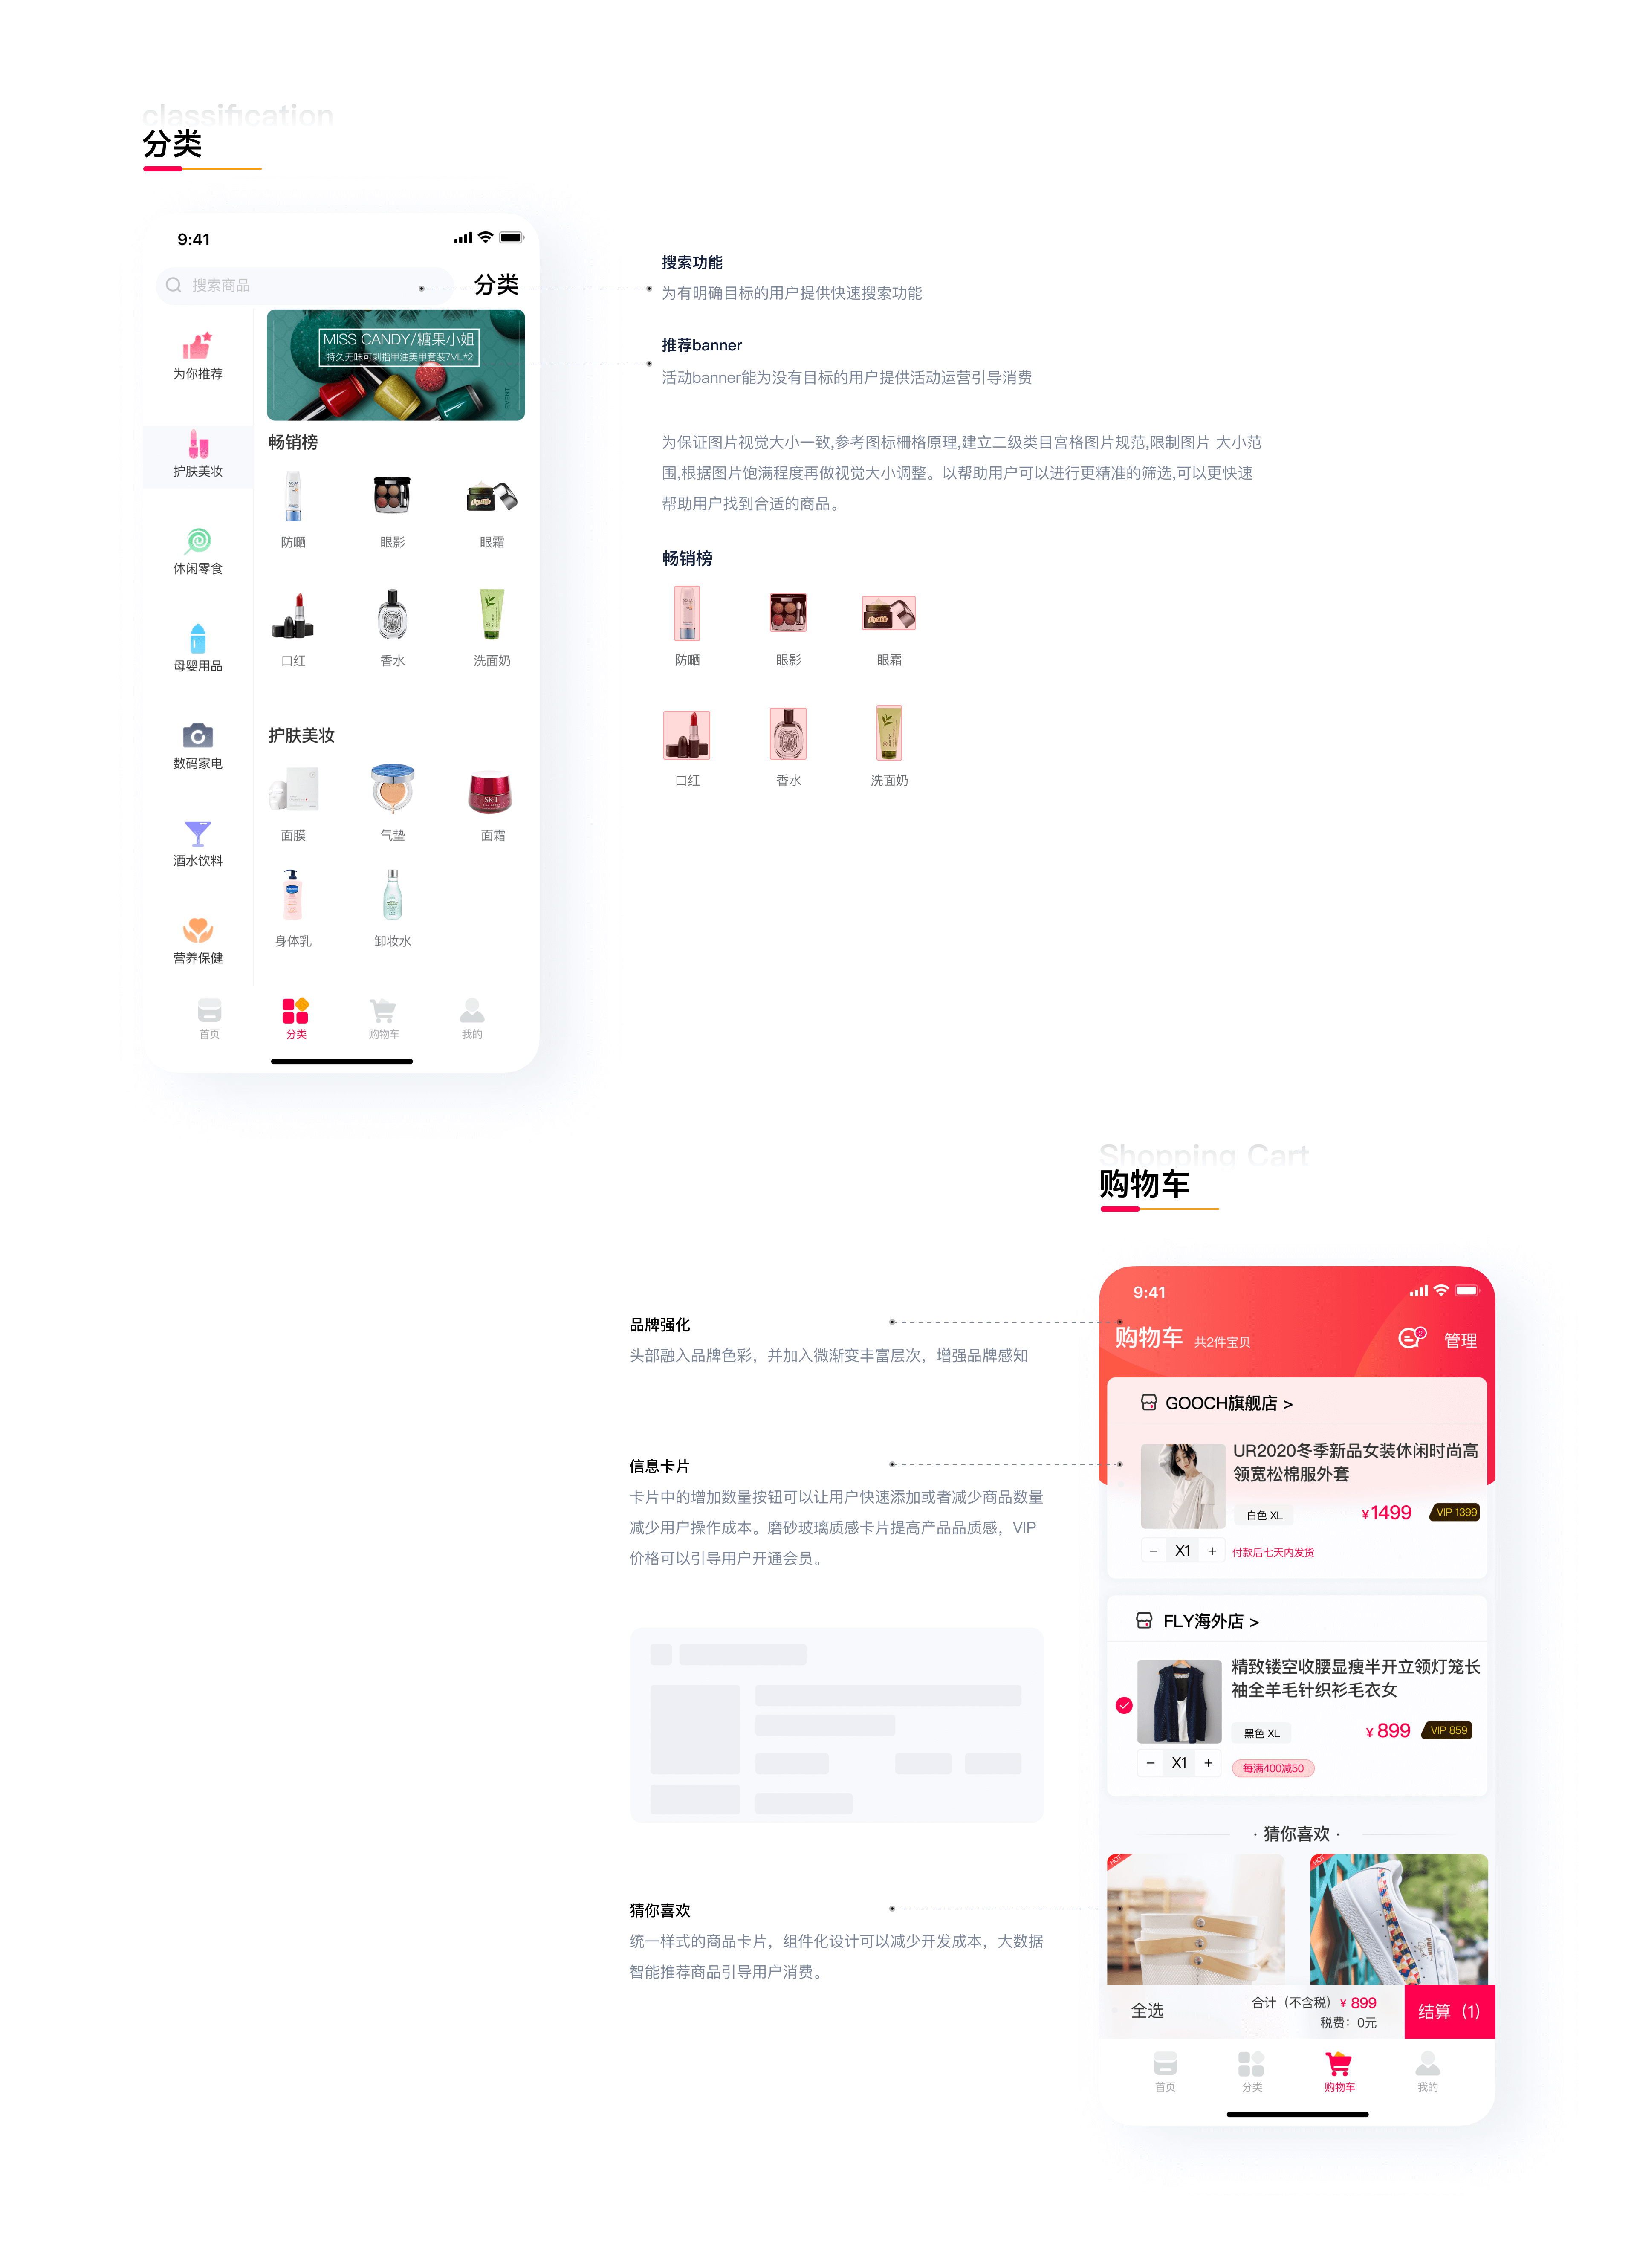 classification
分类
9:41
搜索商品
分类
MISS CANDY/糖果小姐
持久无味可剥指甲油美甲套装7ML*2
EVENT
为你推荐
护肤美妆
休闲零食
母婴用品
数码家电
酒水饮料
营养保健
畅销榜
防嗮
眼影
眼霜
口红
香水
洗面奶
护肤美妆
SK-II
面膜
气垫
面霜
身体乳
卸妆水
首页
分类
购物车
我的
搜索功能
为有明确目标的用户提供快速搜索功能
推荐banner
活动banner能为没有目标的用户提供活动运营引导消费
为保证图片视觉大小一致,参考图标栅格原理,建立二级类目宫格图片规范,限制图片 大小范
围,根据图片饱满程度再做视觉大小调整。以帮助用户可以进行更精准的筛选,可以更快速
帮助用户找到合适的商品。
畅销榜
防嗮
眼影
眼霜
口红
香水
洗面奶
Shopping Cart
购物车
品牌强化
头部融入品牌色彩，并加入微渐变丰富层次，增强品牌感知
信息卡片
卡片中的增加数量按钮可以让用户快速添加或者减少商品数量
减少用户操作成本。磨砂玻璃质感卡片提高产品品质感，VIP
价格可以引导用户开通会员。
猜你喜欢
统一样式的商品卡片，组件化设计可以减少开发成本，大数据
智能推荐商品引导用户消费。
9:41
购物车 共2件宝贝
2
管理
GOOCH旗舰店 >
UR2020冬季新品女装休闲时尚高
领宽松棉服外套
白色 XL
¥1499
VIP 1399
− X1 +
付款后七天内发货
FLY海外店 >
精致镂空收腰显瘦半开立领灯笼长
袖全羊毛针织衫毛衣女
黑色 XL
¥ 899
VIP 859
− X1 +
每满400减50
· 猜你喜欢 ·
HOT
HOT
全选
合计（不含税）¥ 899
税费：0元
结算（1）
首页
分类
购物车
我的